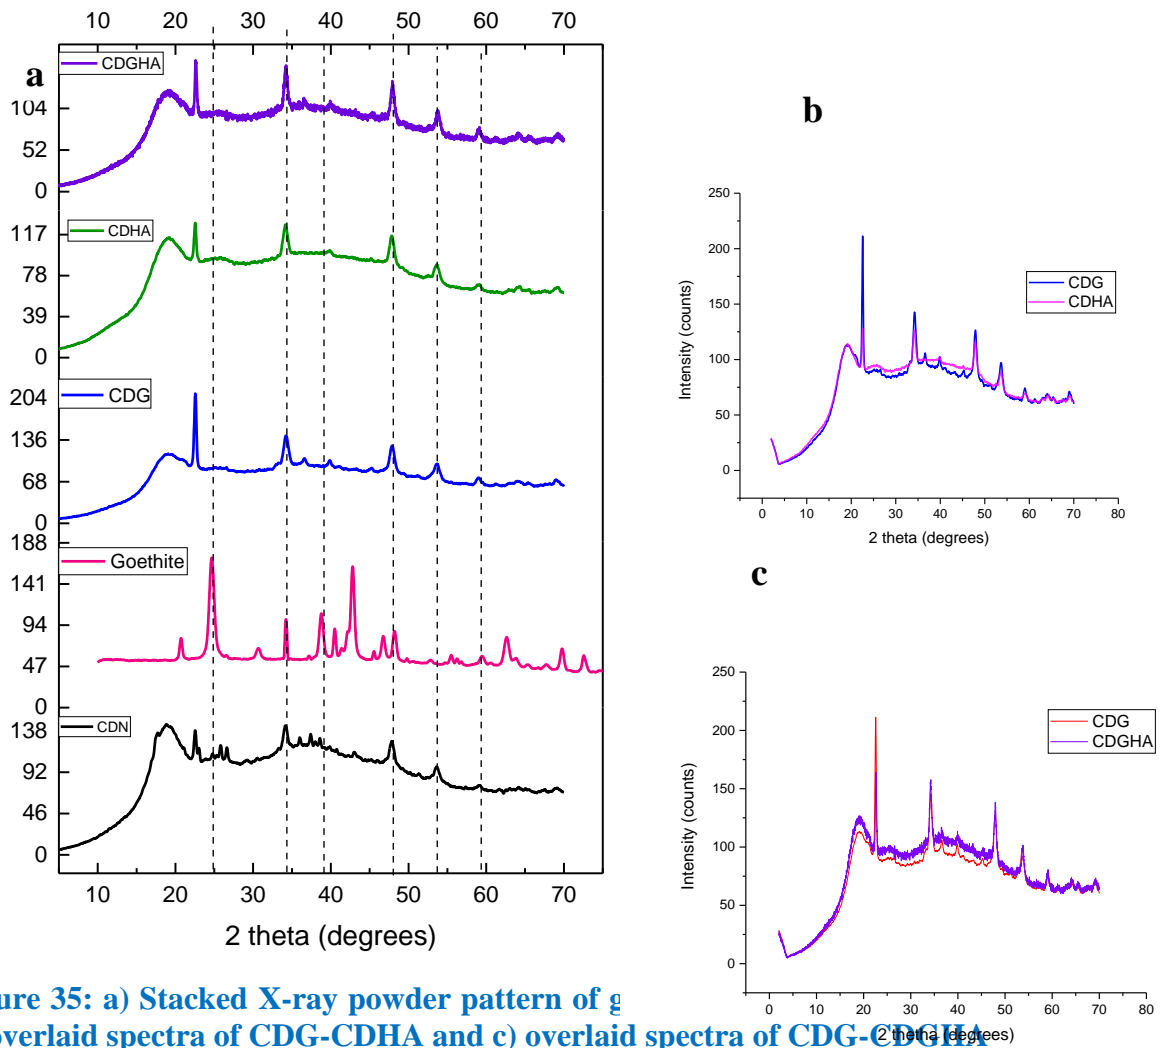 10 20 30 40 50 60 70
a
CDGHA
104
52
0
CDHA
117
78
39
0
CDG
204
136
68
0
Goethite
188
141
94
47
0
CDN
138
92
46
0
10 20 30 40 50 60 70
2 theta (degrees)
b
250
200
150
100
50
0
Intensity (counts)
CDG
CDHA
0 10 20 30 40 50 60 70 80
2 theta (degrees)
c
250
200
150
100
50
0
Intensity (counts)
CDG
CDGHA
0 10 20 30 40 50 60 70 80
2 thetha (degrees)
ure 35: a) Stacked X-ray powder pattern of g
overlaid spectra of CDG-CDHA and c) overlaid spectra of CDG-CDGHA